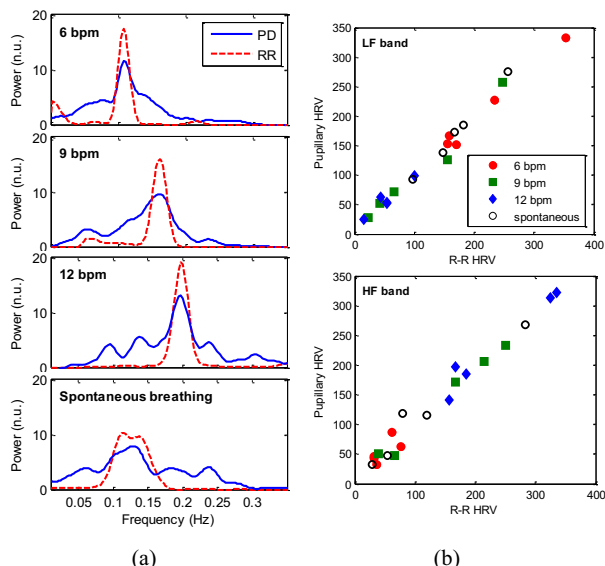 (a)
6 bpm
PD
RR
Power (n.u.)
20
10
0
9 bpm
Power (n.u.)
20
10
0
12 bpm
Power (n.u.)
20
10
0
Spontaneous breathing
Power (n.u.)
20
10
0
0.05 0.1 0.15 0.2 0.25 0.3
Frequency (Hz)
(a)
(b)
LF band
Pupillary HRV
350
300
250
200
150
100
50
0
6 bpm
9 bpm
12 bpm
spontaneous
0 100 200 300 400
R-R HRV
HF band
Pupillary HRV
350
300
250
200
150
100
50
0
0 100 200 300 400
R-R HRV
(b)